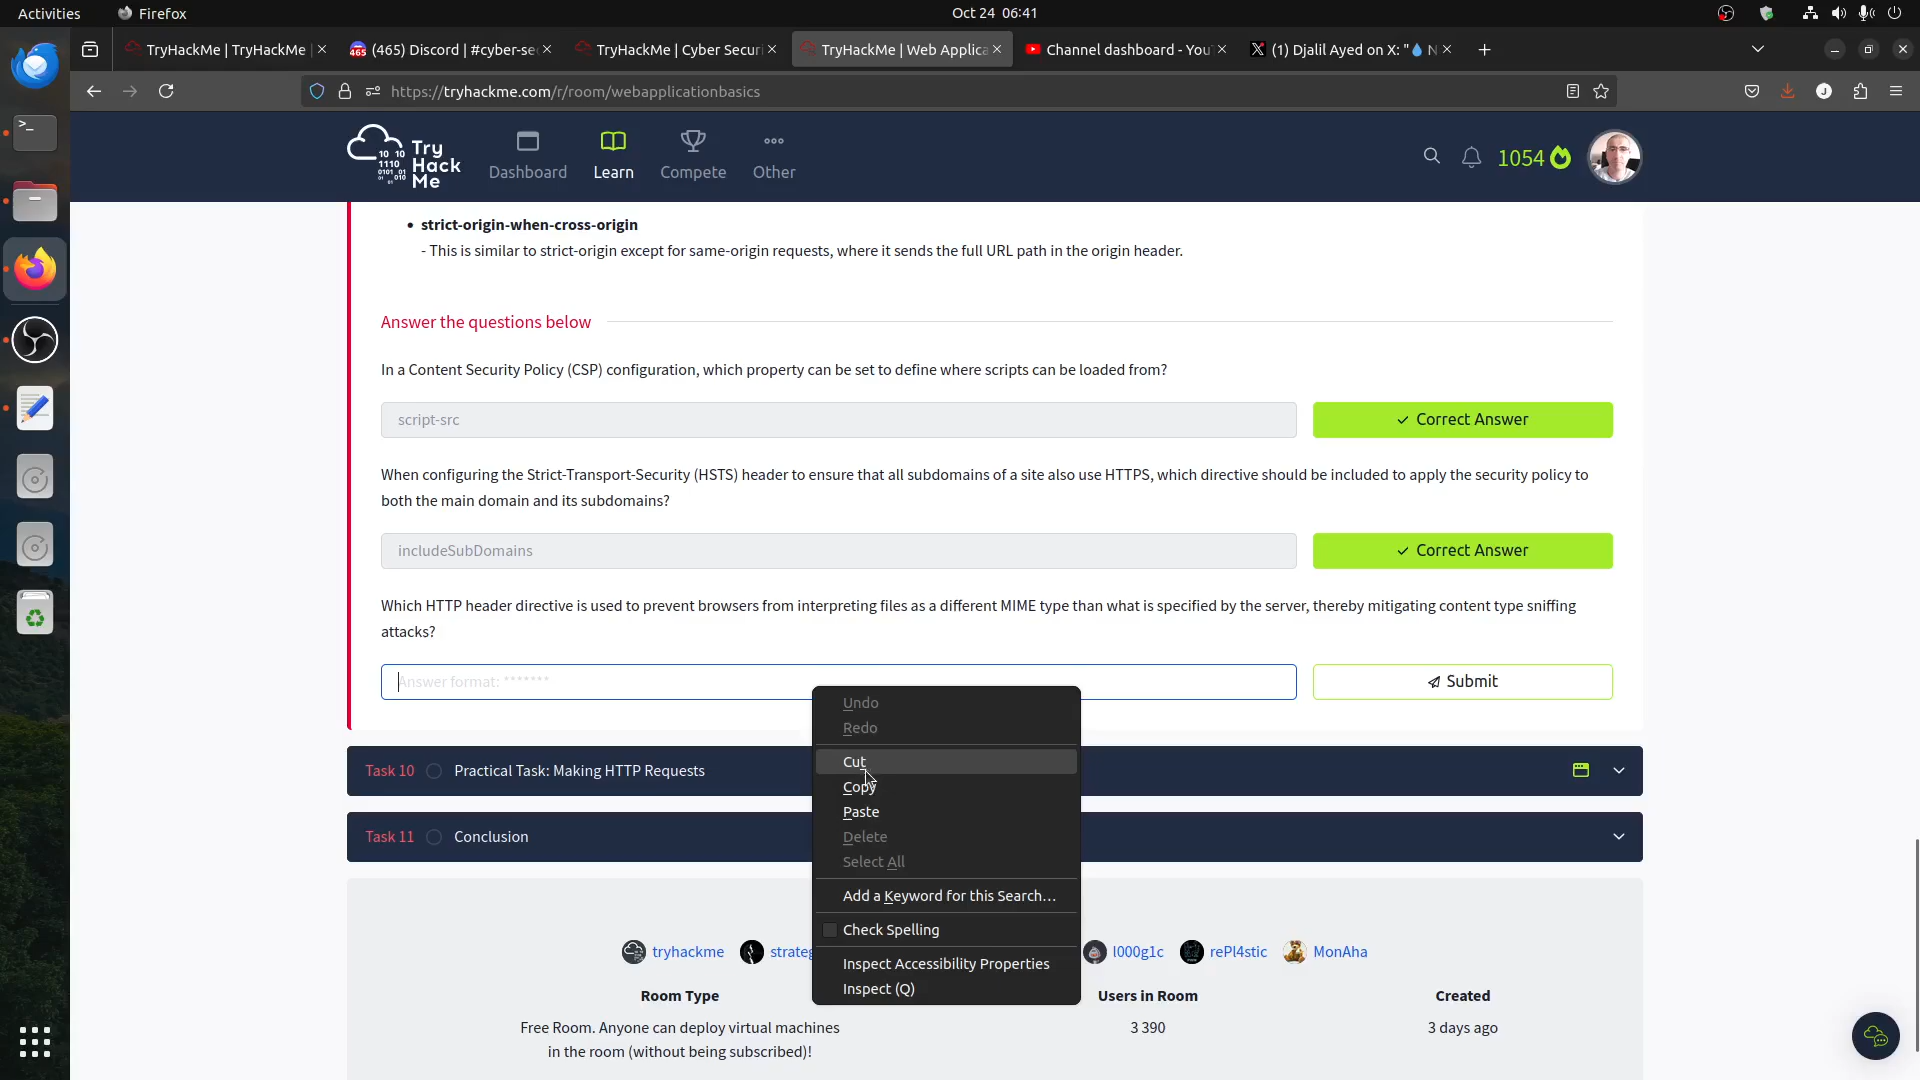 Activities
Firefox
Oct 24 06:41
TryHackMe | TryHackMe
(465) Discord | #cyber-se
TryHackMe | Cyber Securi
TryHackMe | Web Applica
Channel dashboard - You
(1) Djalil Ayed on X: "💧 N
https://tryhackme.com/r/room/webapplicationbasics
Try Hack Me
Dashboard
Learn
Compete
Other
1054
• strict-origin-when-cross-origin
- This is similar to strict-origin except for same-origin requests, where it sends the full URL path in the origin header.
Answer the questions below
In a Content Security Policy (CSP) configuration, which property can be set to define where scripts can be loaded from?
script-src
✓ Correct Answer
When configuring the Strict-Transport-Security (HSTS) header to ensure that all subdomains of a site also use HTTPS, which directive should be included to apply the security policy to
both the main domain and its subdomains?
includeSubDomains
✓ Correct Answer
Which HTTP header directive is used to prevent browsers from interpreting files as a different MIME type than what is specified by the server, thereby mitigating content type sniffing
attacks?
Answer format: *******
Submit
Undo
Redo
Cut
Copy
Paste
Delete
Select All
Add a Keyword for this Search…
Check Spelling
Inspect Accessibility Properties
Inspect (Q)
Task 10 Practical Task: Making HTTP Requests
Task 11 Conclusion
tryhackme
strateg
l000g1c
rePl4stic
MonAha
Room Type
Users in Room
Created
Free Room. Anyone can deploy virtual machines
in the room (without being subscribed)!
3 390
3 days ago